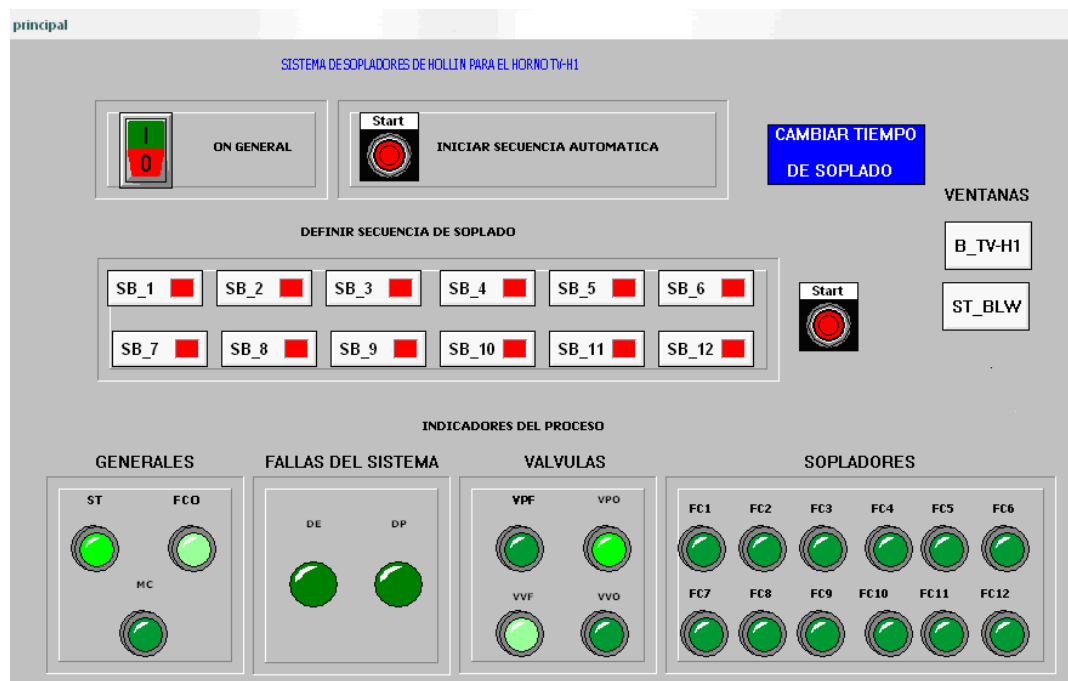 principal
SISTEMA DE SOPLADORES DE HOLLIN PARA EL HORNO TV-H1
I
0
ON GENERAL
Start
INICIAR SECUENCIA AUTOMATICA
CAMBIAR TIEMPO
DE SOPLADO
VENTANAS
B_TV-H1
ST_BLW
DEFINIR SECUENCIA DE SOPLADO
SB_1 SB_2 SB_3 SB_4 SB_5 SB_6
SB_7 SB_8 SB_9 SB_10 SB_11 SB_12
Start
INDICADORES DEL PROCESO
GENERALES
ST FCO
MC
FALLAS DEL SISTEMA
DE DP
VALVULAS
VPF VPO
VVF VVO
SOPLADORES
FC1 FC2 FC3 FC4 FC5 FC6
FC7 FC8 FC9 FC10 FC11 FC12